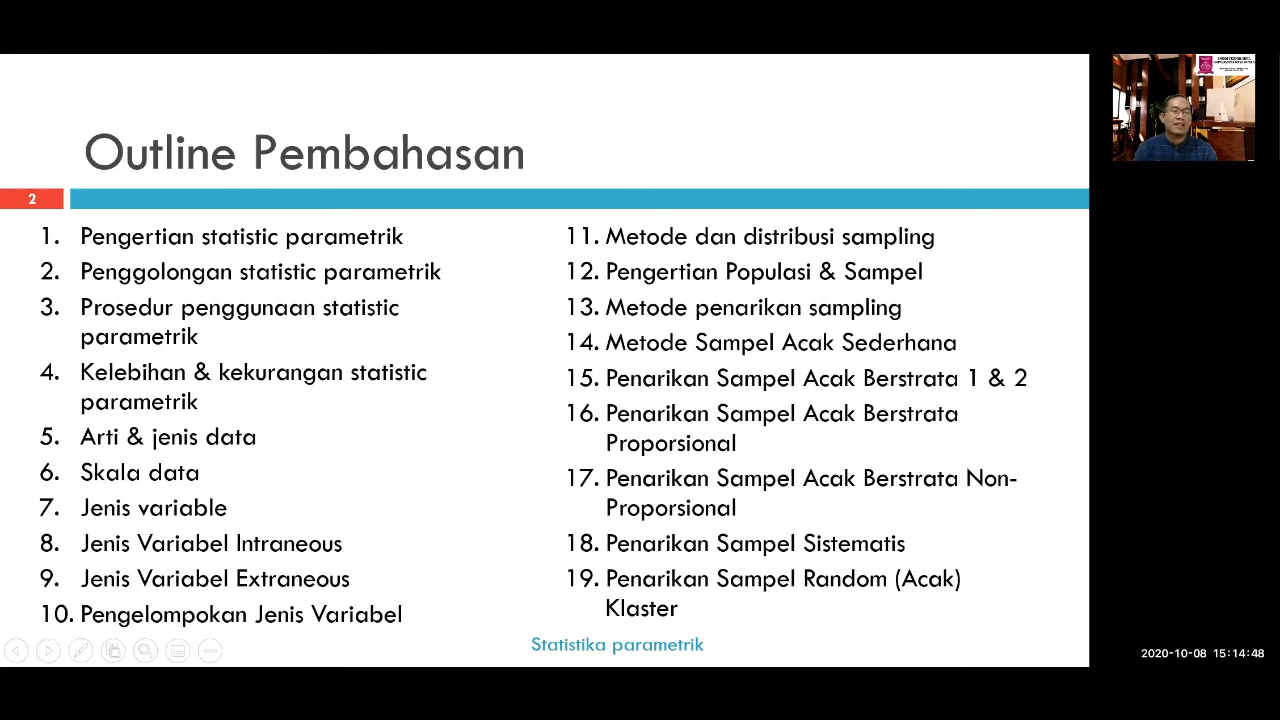 Outline Pembahasan
2
1. Pengertian statistic parametrik
2. Penggolongan statistic parametrik
3. Prosedur penggunaan statistic
parametrik
4. Kelebihan & kekurangan statistic
parametrik
5. Arti & jenis data
6. Skala data
7. Jenis variable
8. Jenis Variabel Intraneous
9. Jenis Variabel Extraneous
10. Pengelompokan Jenis Variabel
11. Metode dan distribusi sampling
12. Pengertian Populasi & Sampel
13. Metode penarikan sampling
14. Metode Sampel Acak Sederhana
15. Penarikan Sampel Acak Berstrata 1 & 2
16. Penarikan Sampel Acak Berstrata
Proporsional
17. Penarikan Sampel Acak Berstrata Non-
Proporsional
18. Penarikan Sampel Sistematis
19. Penarikan Sampel Random (Acak)
Klaster
Statistika parametrik
2020-10-08 15:14:48